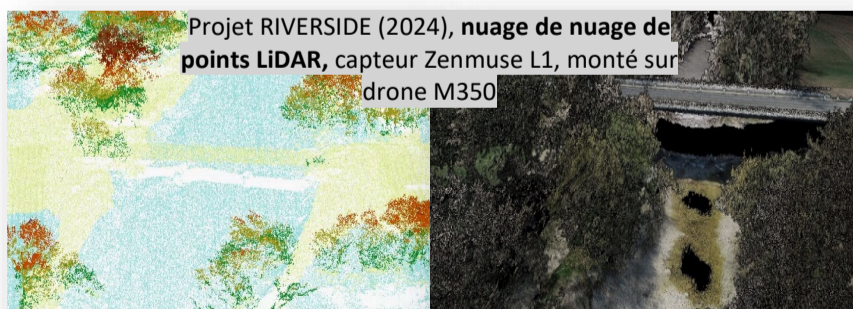 Projet RIVERSIDE (2024), nuage de nuage de
points LiDAR, capteur Zenmuse L1, monté sur
drone M350